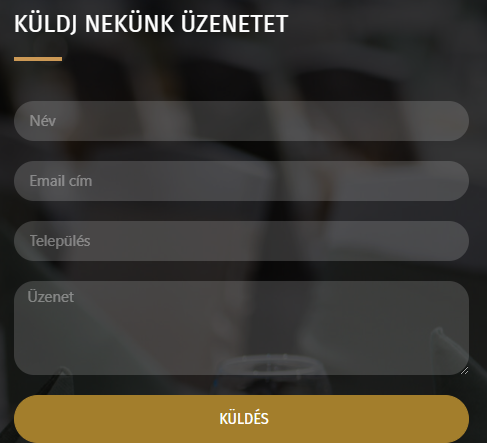 KÜLDJ NEKÜNK ÜZENETET
Név
Email cím
Település
Üzenet
KÜLDÉS